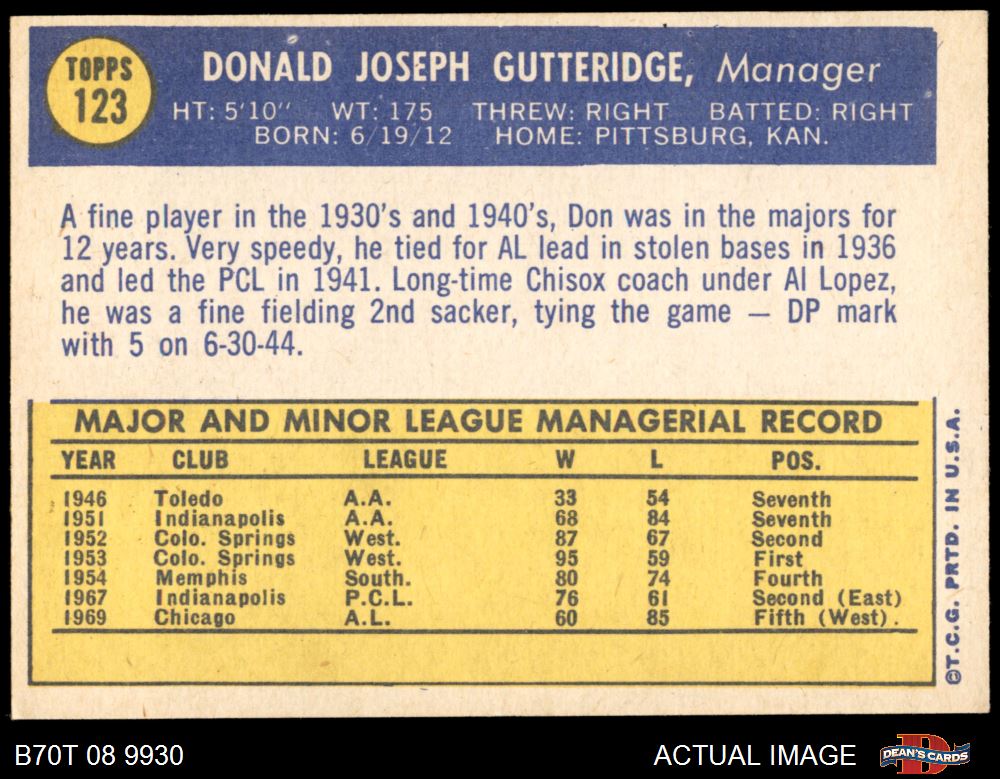 TOPPS
123
DONALD JOSEPH GUTTERIDGE, Manager
HT: 5'10" WT: 175 THREW: RIGHT BATTED: RIGHT
BORN: 6/19/12 HOME: PITTSBURG, KAN.
A fine player in the 1930's and 1940's, Don was in the majors for
12 years. Very speedy, he tied for AL lead in stolen bases in 1936
and led the PCL in 1941. Long-time Chisox coach under Al Lopez,
he was a fine fielding 2nd sacker, tying the game — DP mark
with 5 on 6-30-44.
MAJOR AND MINOR LEAGUE MANAGERIAL RECORD
YEAR CLUB LEAGUE W L POS.
1946 Toledo A.A. 33 54 Seventh
1951 Indianapolis A.A. 68 84 Seventh
1952 Colo. Springs West. 87 67 Second
1953 Colo. Springs West. 95 59 First
1954 Memphis South. 80 74 Fourth
1967 Indianapolis P.C.L. 76 61 Second (East)
1969 Chicago A.L. 60 85 Fifth (West).
©T.C.G. PRTD. IN U.S.A.
B70T 08 9930
ACTUAL IMAGE
DEAN'S CARDS